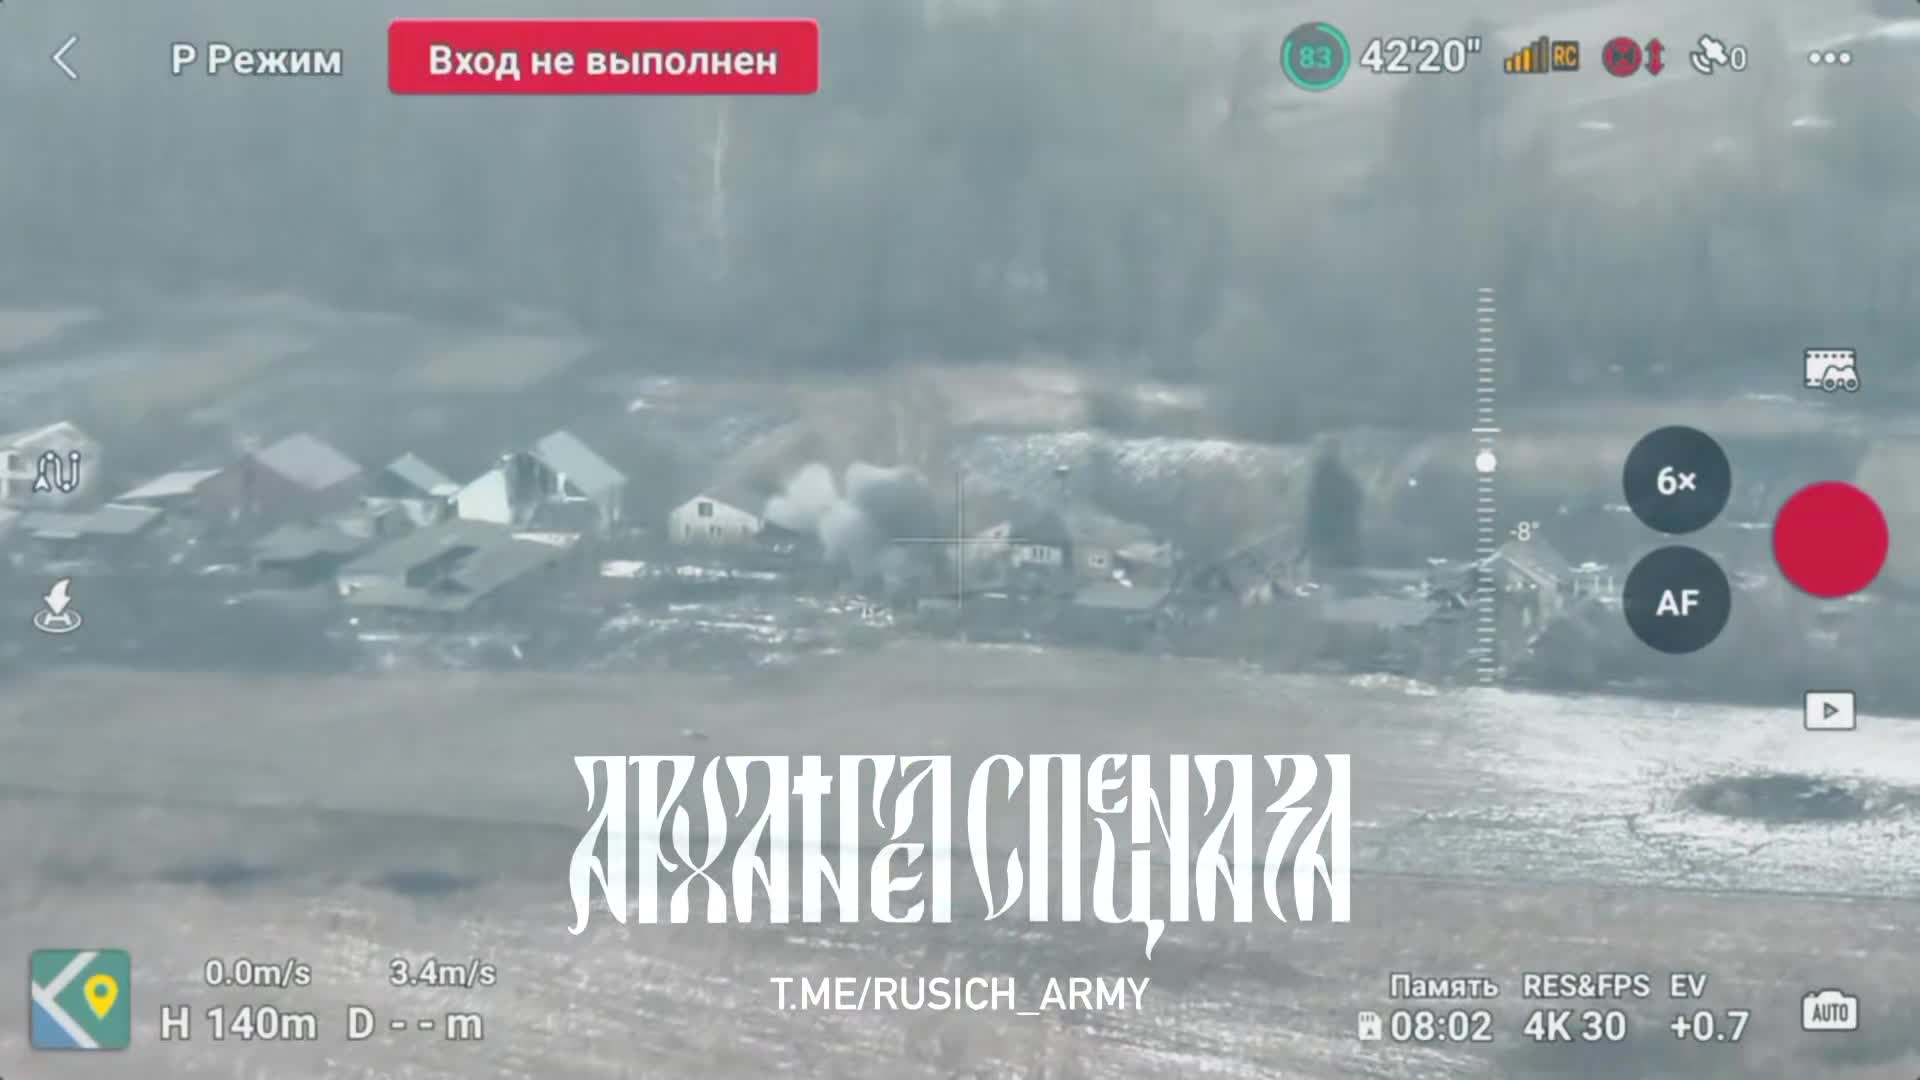 P Режим
Вход не выполнен
83
42'20"
RC
0
-8°
6×
AF
АРХАНГЕЛ СПЕЦНАЗА
T.ME/RUSICH_ARMY
0.0m/s 3.4m/s
H 140m D - - m
Память RES&FPS EV
08:02 4K 30 +0.7
AUTO